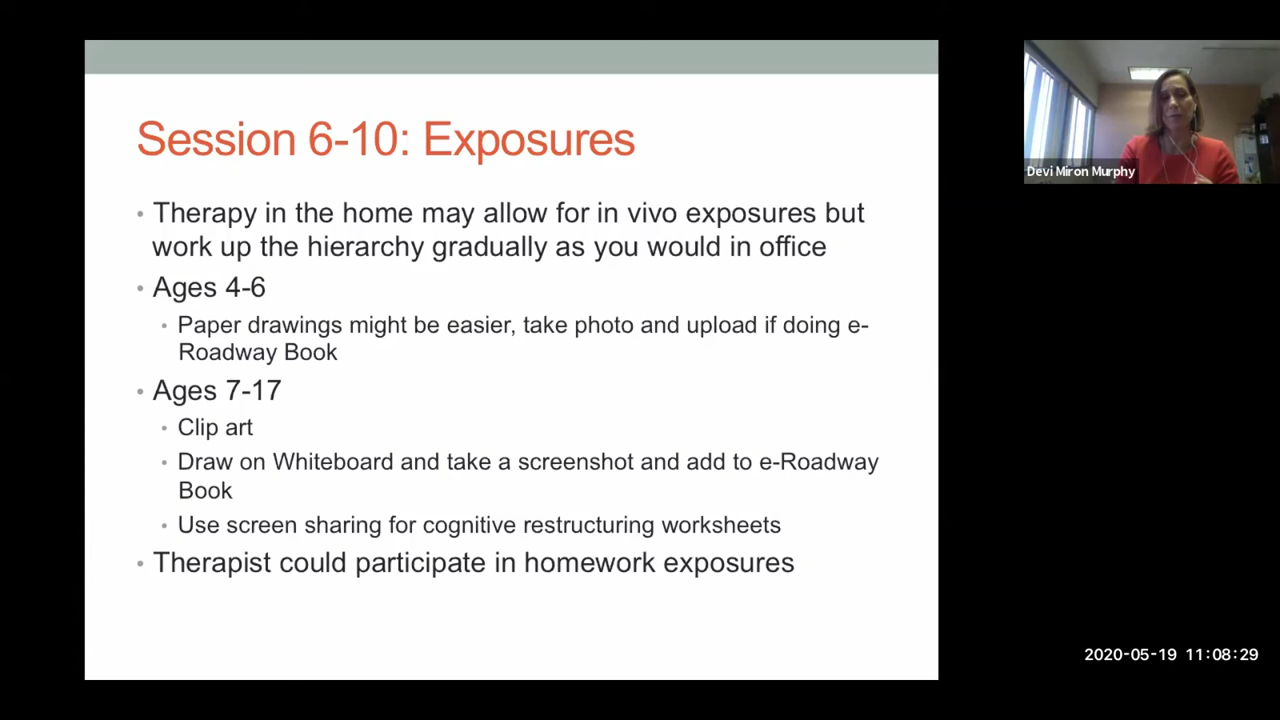 Session 6-10: Exposures
• Therapy in the home may allow for in vivo exposures but
work up the hierarchy gradually as you would in office
• Ages 4-6
• Paper drawings might be easier, take photo and upload if doing e-
Roadway Book
• Ages 7-17
• Clip art
• Draw on Whiteboard and take a screenshot and add to e-Roadway
Book
• Use screen sharing for cognitive restructuring worksheets
• Therapist could participate in homework exposures
Devi Miron Murphy
2020-05-19 11:08:29